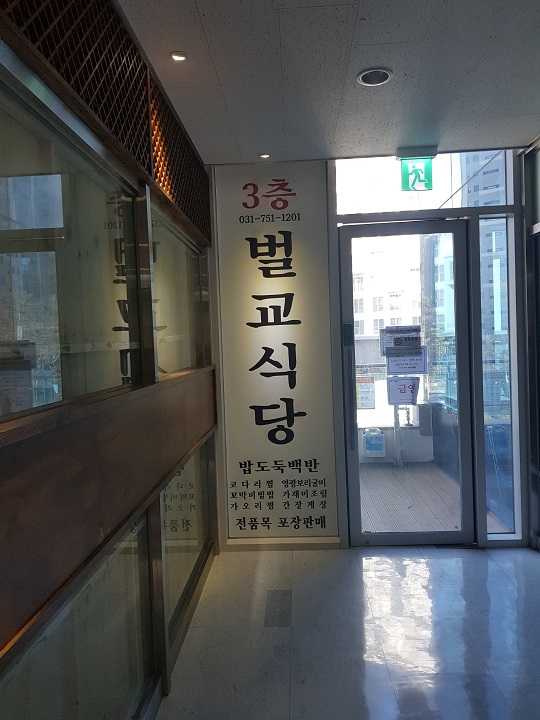 3층
031-751-1201
벌교식당
밥도둑백반
코다리찜 영광보리굴비
꼬막비빔밥 가재미조림
가오리찜 간장게장
전품목 포장판매
금연